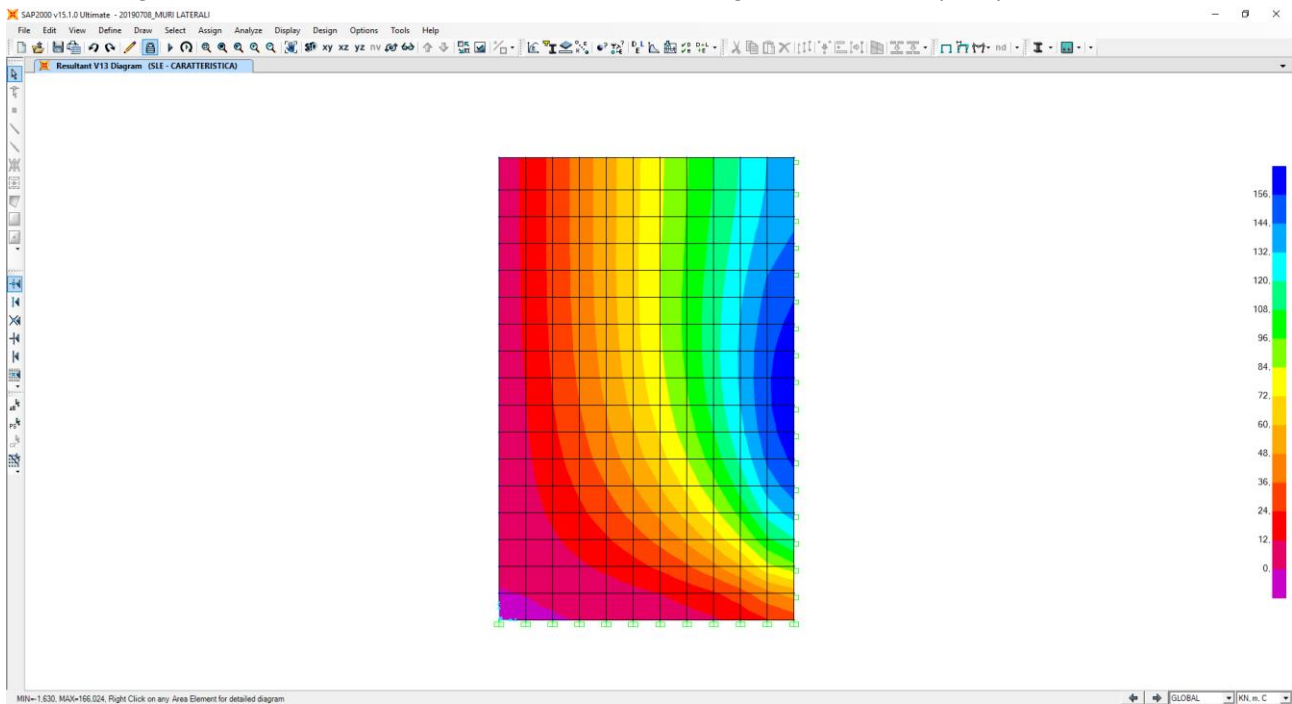 SAP2000 v15.1.0 Ultimate - 20190708_MURI LATERALI
File Edit View Define Draw Select Assign Analyze Display Design Options Tools Help
xy xz yz nv nd
Resultant V13 Diagram (SLE - CARATTERISTICA)
156,
144,
132,
120,
108,
96,
84,
72,
60,
48,
36,
24,
12,
0,
MIN=-1,630, MAX=166,024, Right Click on any Area Element for detailed diagram
GLOBAL
KN, m, C